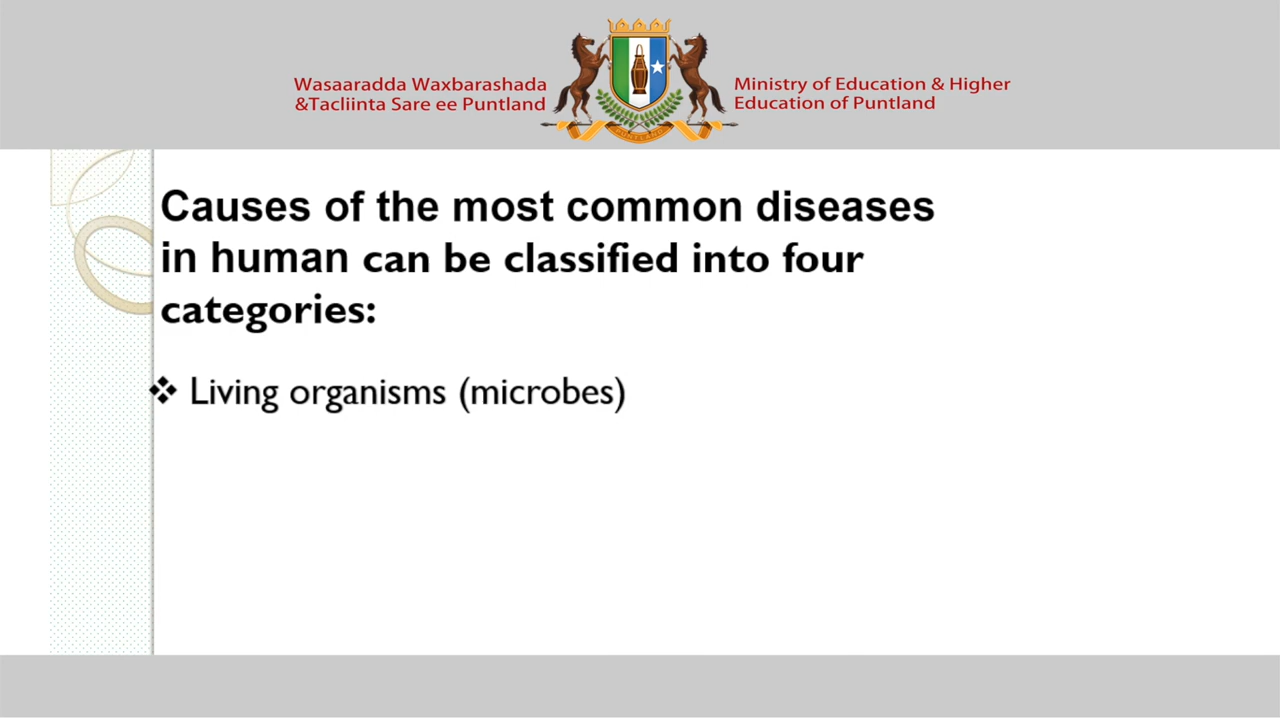 Wasaaradda Waxbarashada
&Tacliinta Sare ee Puntland
Ministry of Education & Higher
Education of Puntland
Causes of the most common diseases
in human can be classified into four
categories:
❖ Living organisms (microbes)